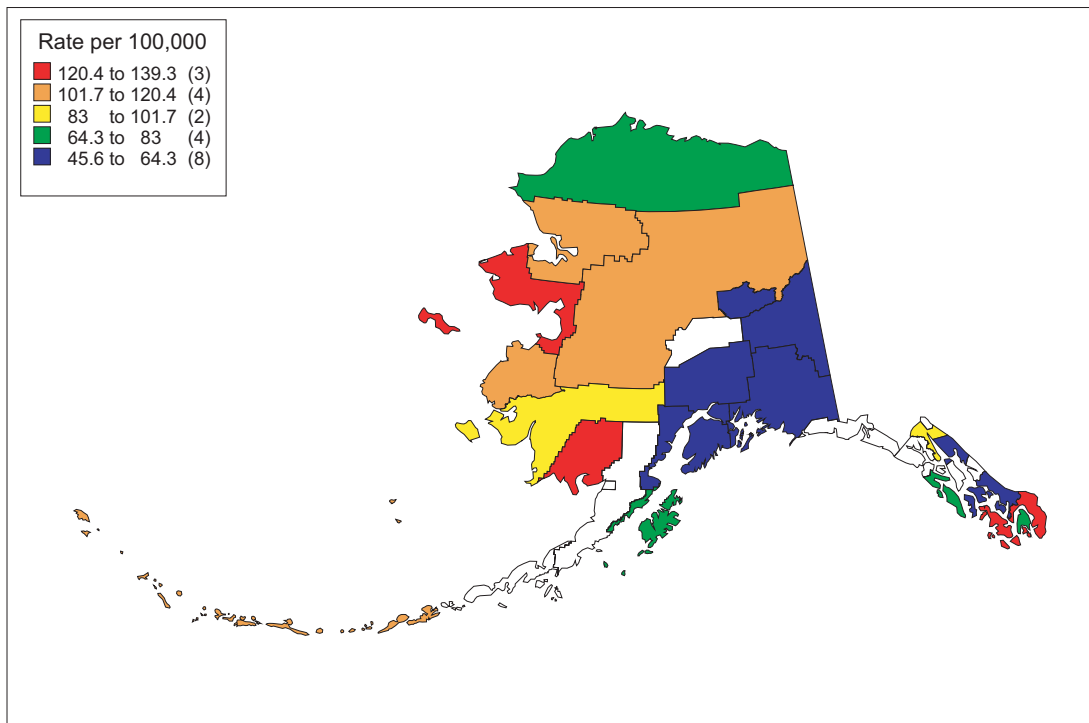 Rate per 100,000
120.4 to 139.3 (3)
101.7 to 120.4 (4)
83 to 101.7 (2)
64.3 to 83 (4)
45.6 to 64.3 (8)